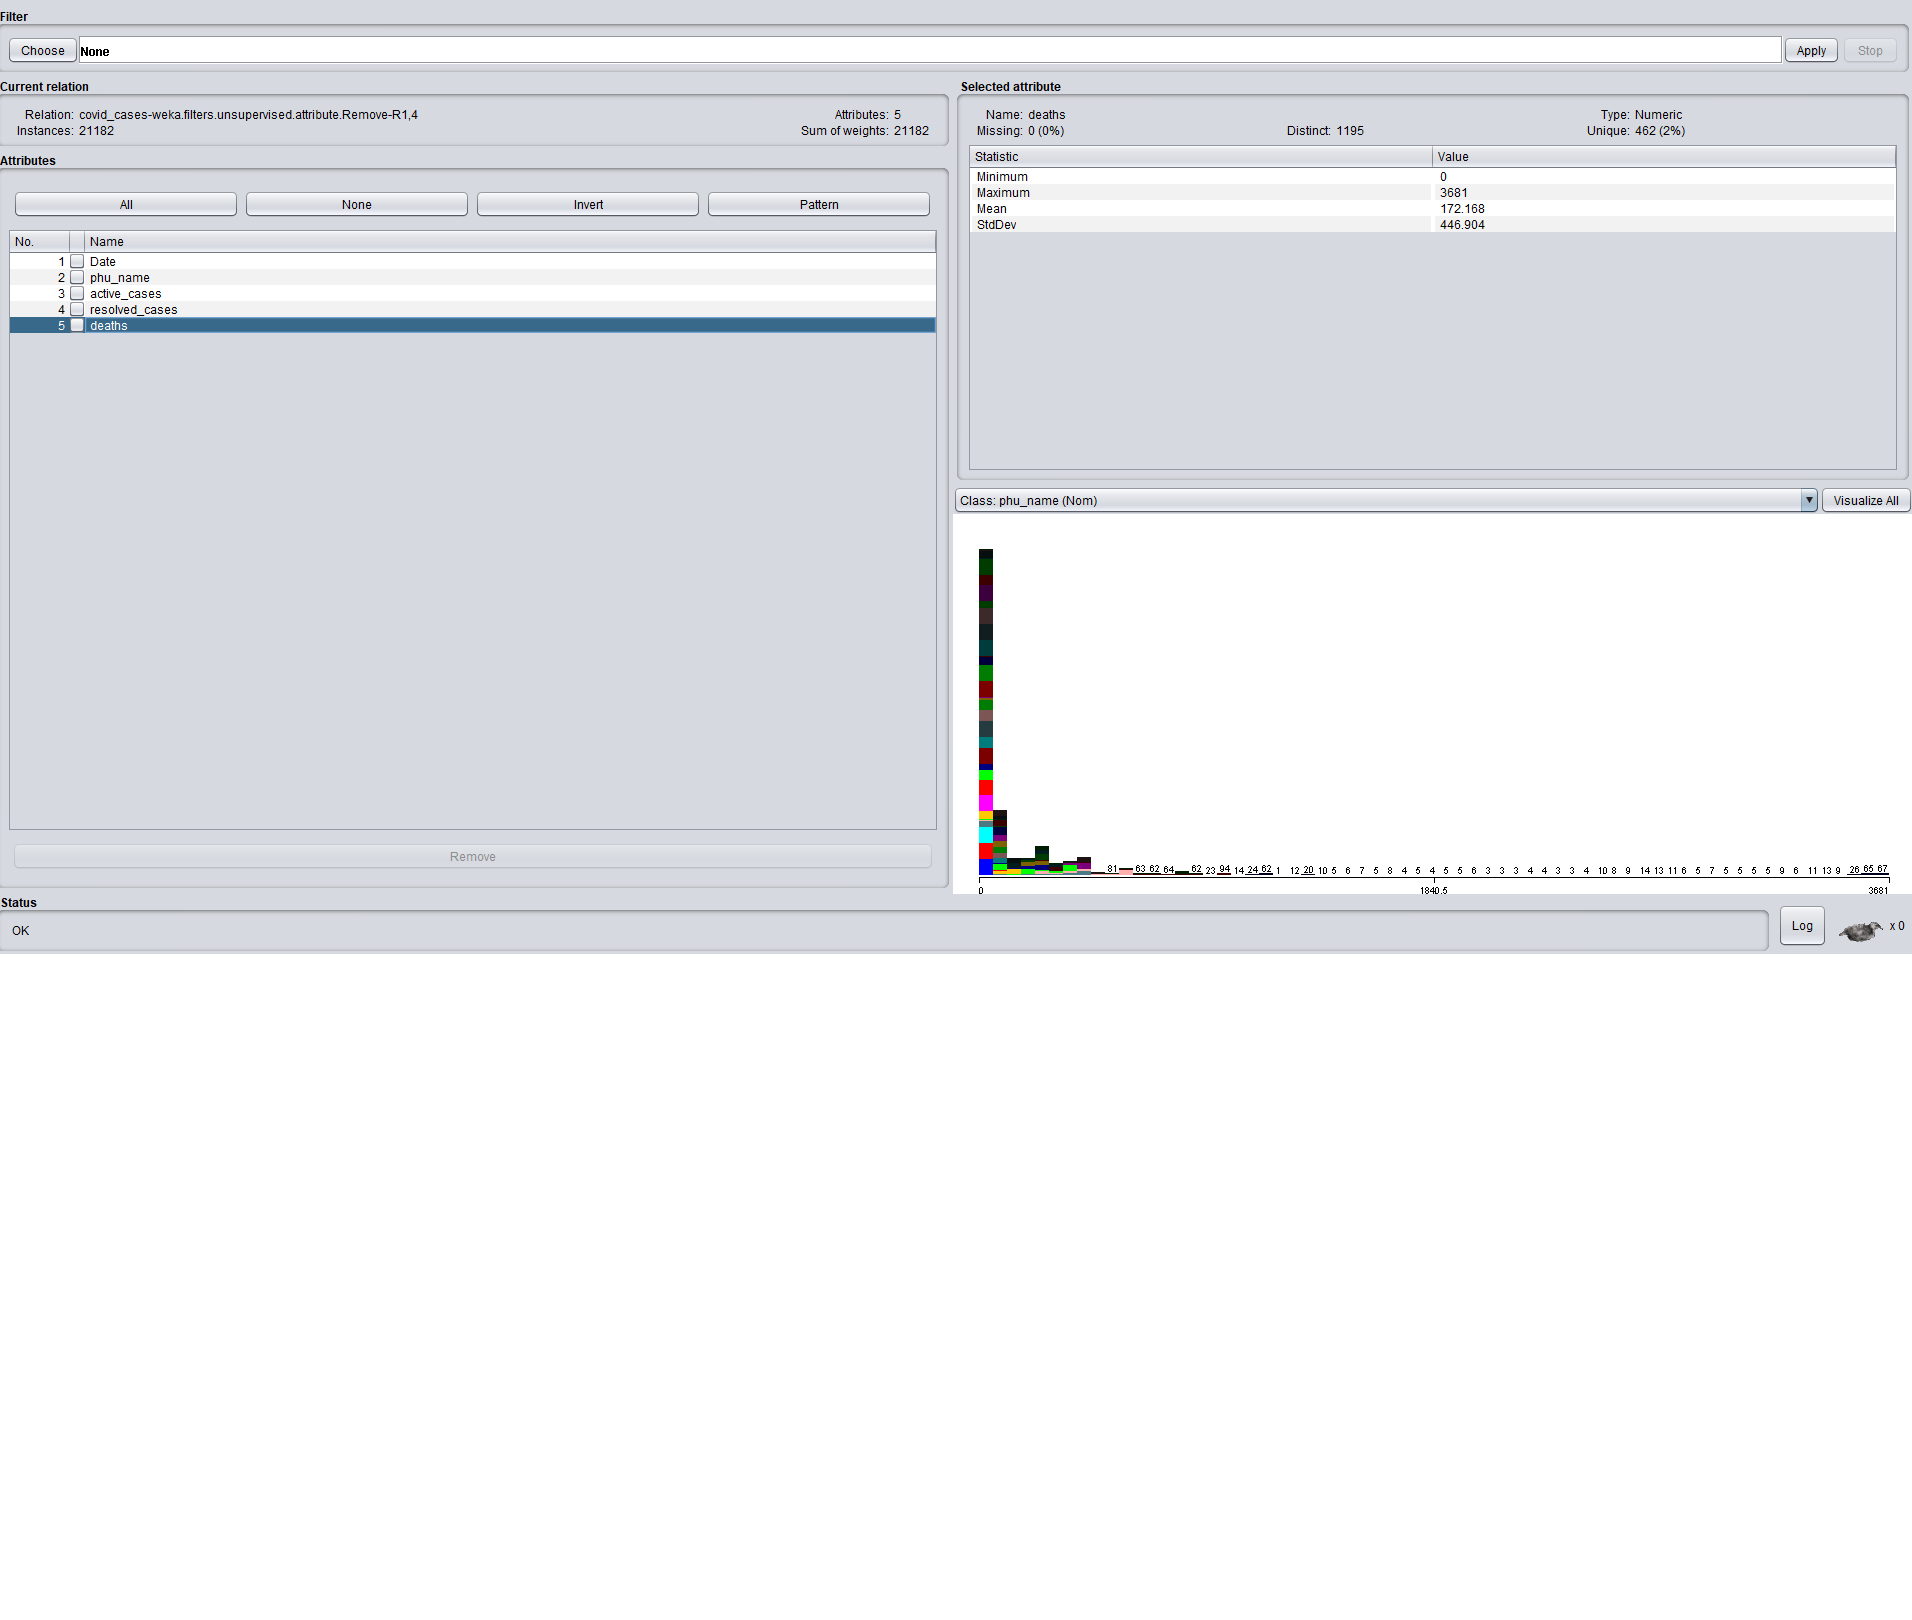 Filter
Choose None Apply Stop
Current relation
Relation: covid_cases-weka.filters.unsupervised.attribute.Remove-R1,4 Attributes: 5
Instances: 21182 Sum of weights: 21182
Attributes
All None Invert Pattern
No. Name
1 Date
2 phu_name
3 active_cases
4 resolved_cases
5 deaths
Remove
Selected attribute
Name: deaths Type: Numeric
Missing: 0 (0%) Distinct: 1195 Unique: 462 (2%)
Statistic Value
Minimum 0
Maximum 3681
Mean 172.168
StdDev 446.904
Class: phu_name (Nom) Visualize All
81 63 62 64 62 23 94 14 24 62 1 12 20 10 5 6 7 5 8 4 5 4 5 5 6 3 3 3 4 4 3 4 10 8 9 14 13 11 6 5 7 5 5 5 5 9 6 11 13 9 26 65 67
0 1840.5 3681
Status
OK Log x 0